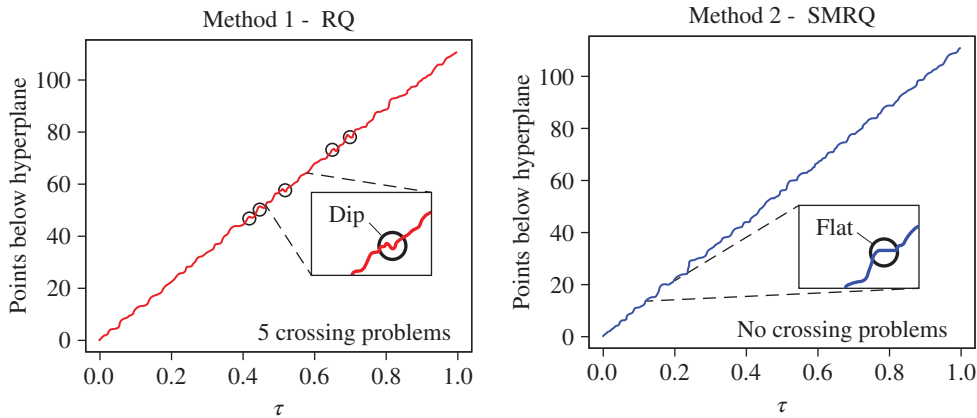 Method 1 - RQ
Points below hyperplane
100
80
60
40
20
0
Dip
5 crossing problems
0.0 0.2 0.4 0.6 0.8 1.0
τ
Method 2 - SMRQ
Points below hyperplane
100
80
60
40
20
0
Flat
No crossing problems
0.0 0.2 0.4 0.6 0.8 1.0
τ